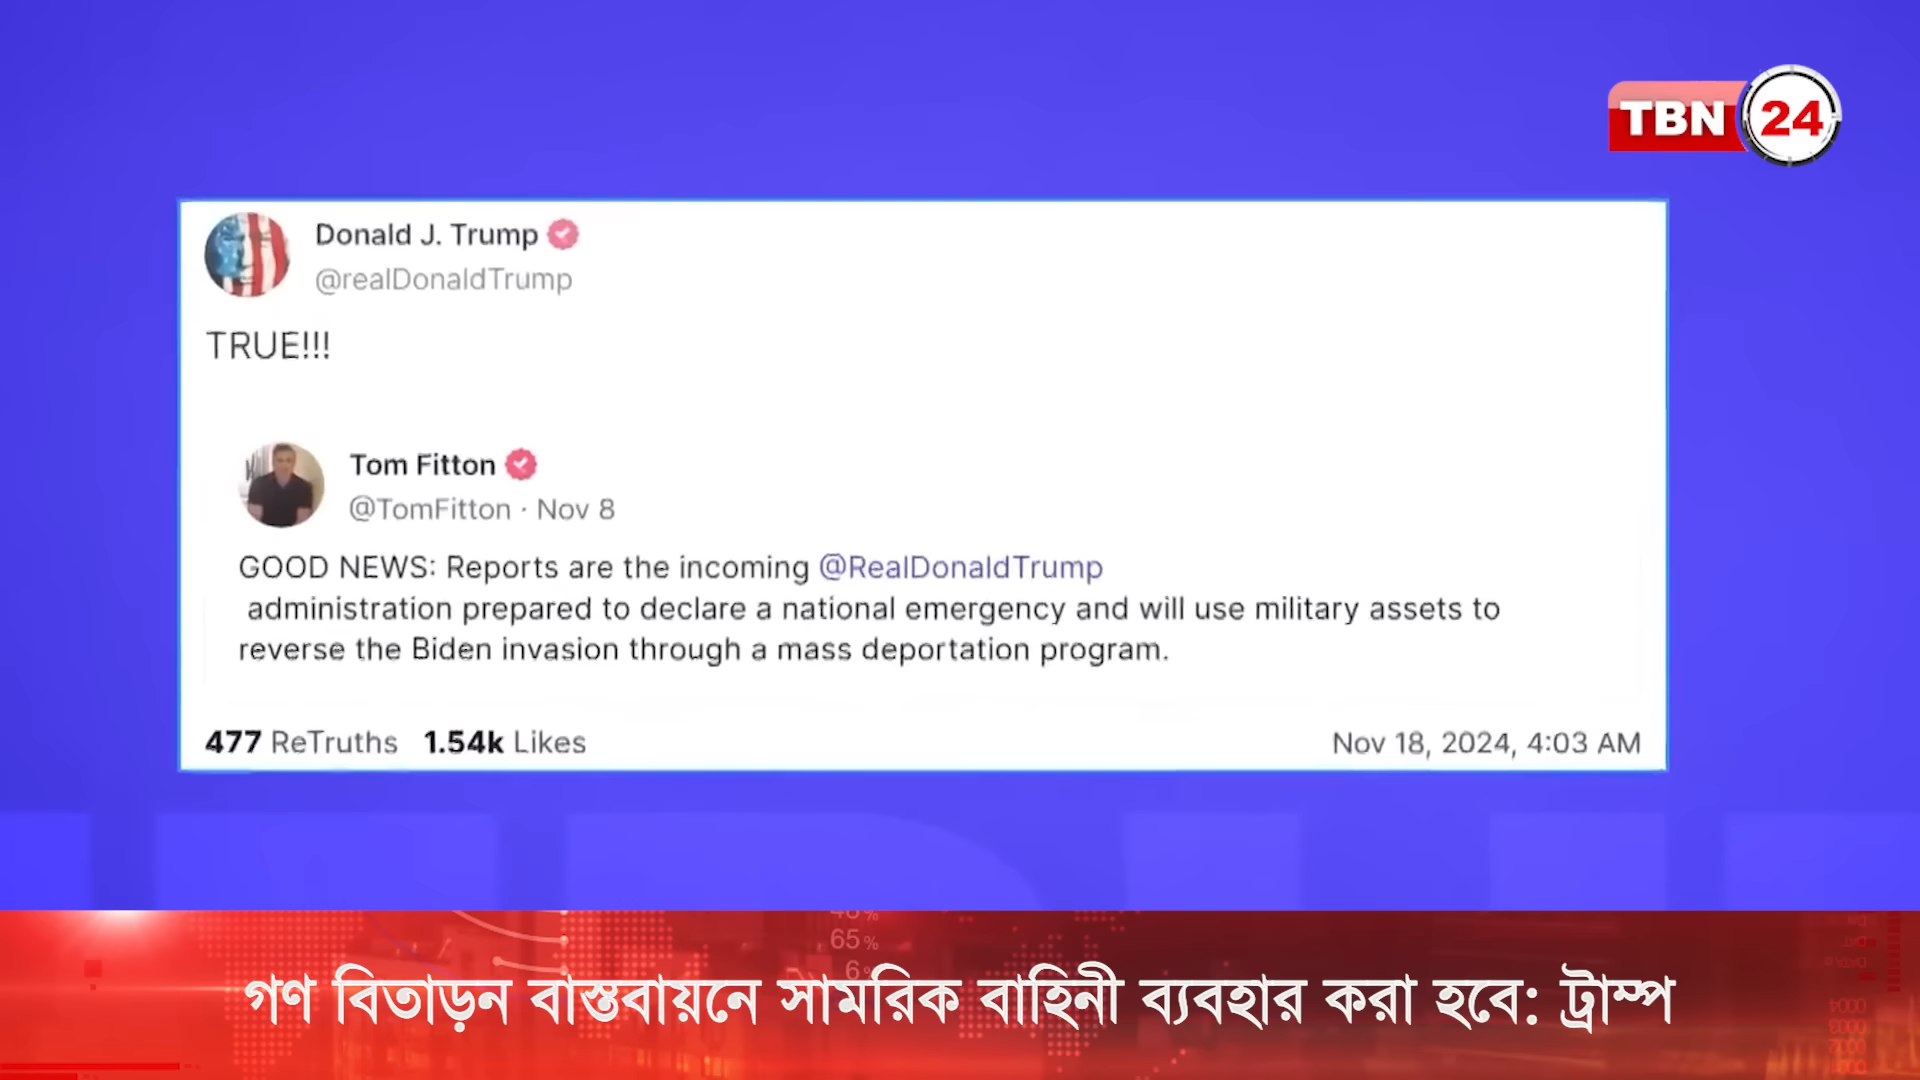 TBN 24
Donald J. Trump
@realDonaldTrump
TRUE!!!
Tom Fitton
@TomFitton · Nov 8
GOOD NEWS: Reports are the incoming @RealDonaldTrump
administration prepared to declare a national emergency and will use military assets to
reverse the Biden invasion through a mass deportation program.
477 ReTruths 1.54k Likes
Nov 18, 2024, 4:03 AM
65%
গণ বিতাড়ন বাস্তবায়নে সামরিক বাহিনী ব্যবহার করা হবে: ট্রাম্প